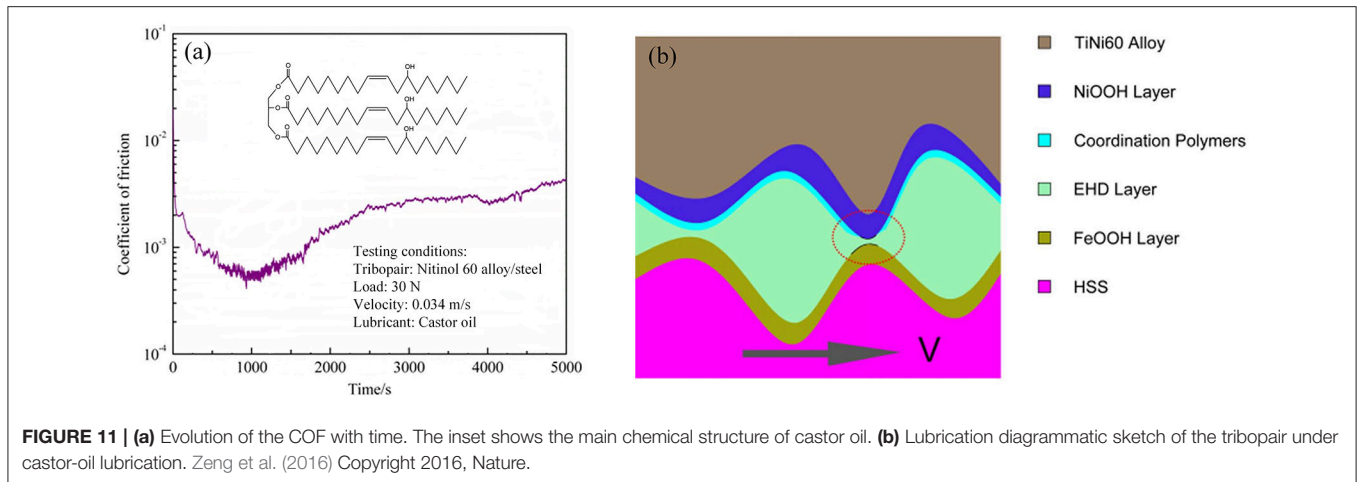 (a)
10⁻¹
10⁻²
10⁻³
10⁻⁴
Coefficient of friction
0 1000 2000 3000 4000 5000
Time/s
O OH
O
O OH
O
O OH
O
Testing conditions:
Tribopair: Nitinol 60 alloy/steel
Load: 30 N
Velocity: 0.034 m/s
Lubricant: Castor oil
(b)
V
TiNi60 Alloy
NiOOH Layer
Coordination Polymers
EHD Layer
FeOOH Layer
HSS
FIGURE 11 | (a) Evolution of the COF with time. The inset shows the main chemical structure of castor oil. (b) Lubrication diagrammatic sketch of the tribopair under
castor-oil lubrication. Zeng et al. (2016) Copyright 2016, Nature.